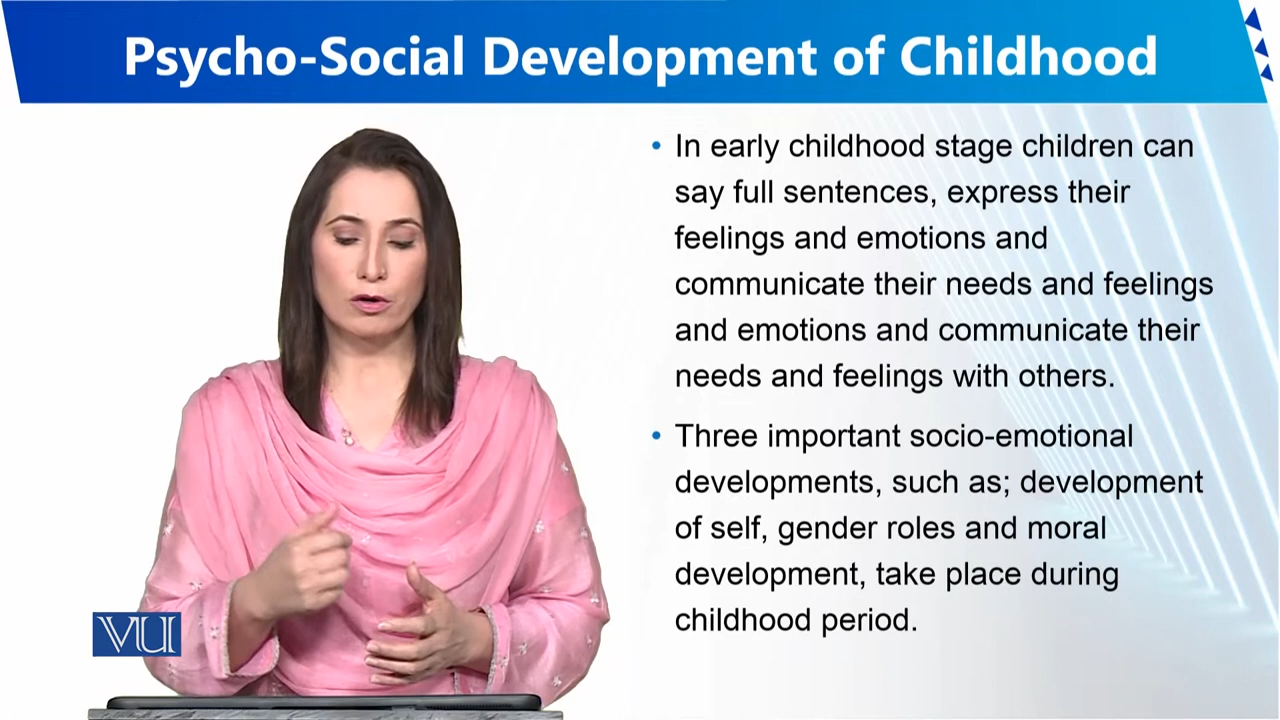 Psycho-Social Development of Childhood
• In early childhood stage children can
say full sentences, express their
feelings and emotions and
communicate their needs and feelings
and emotions and communicate their
needs and feelings with others.
• Three important socio-emotional
developments, such as; development
of self, gender roles and moral
development, take place during
childhood period.
VU